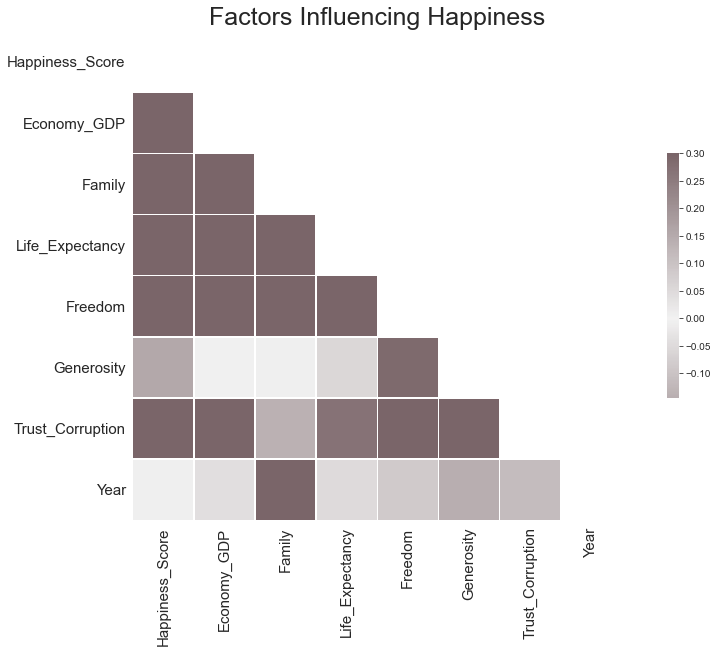 Factors Influencing Happiness
Happiness_Score
Economy_GDP
Family
Life_Expectancy
Freedom
Generosity
Trust_Corruption
Year
Happiness_Score
Economy_GDP
Family
Life_Expectancy
Freedom
Generosity
Trust_Corruption
Year
0.30
0.25
0.20
0.15
0.10
0.05
0.00
−0.05
−0.10